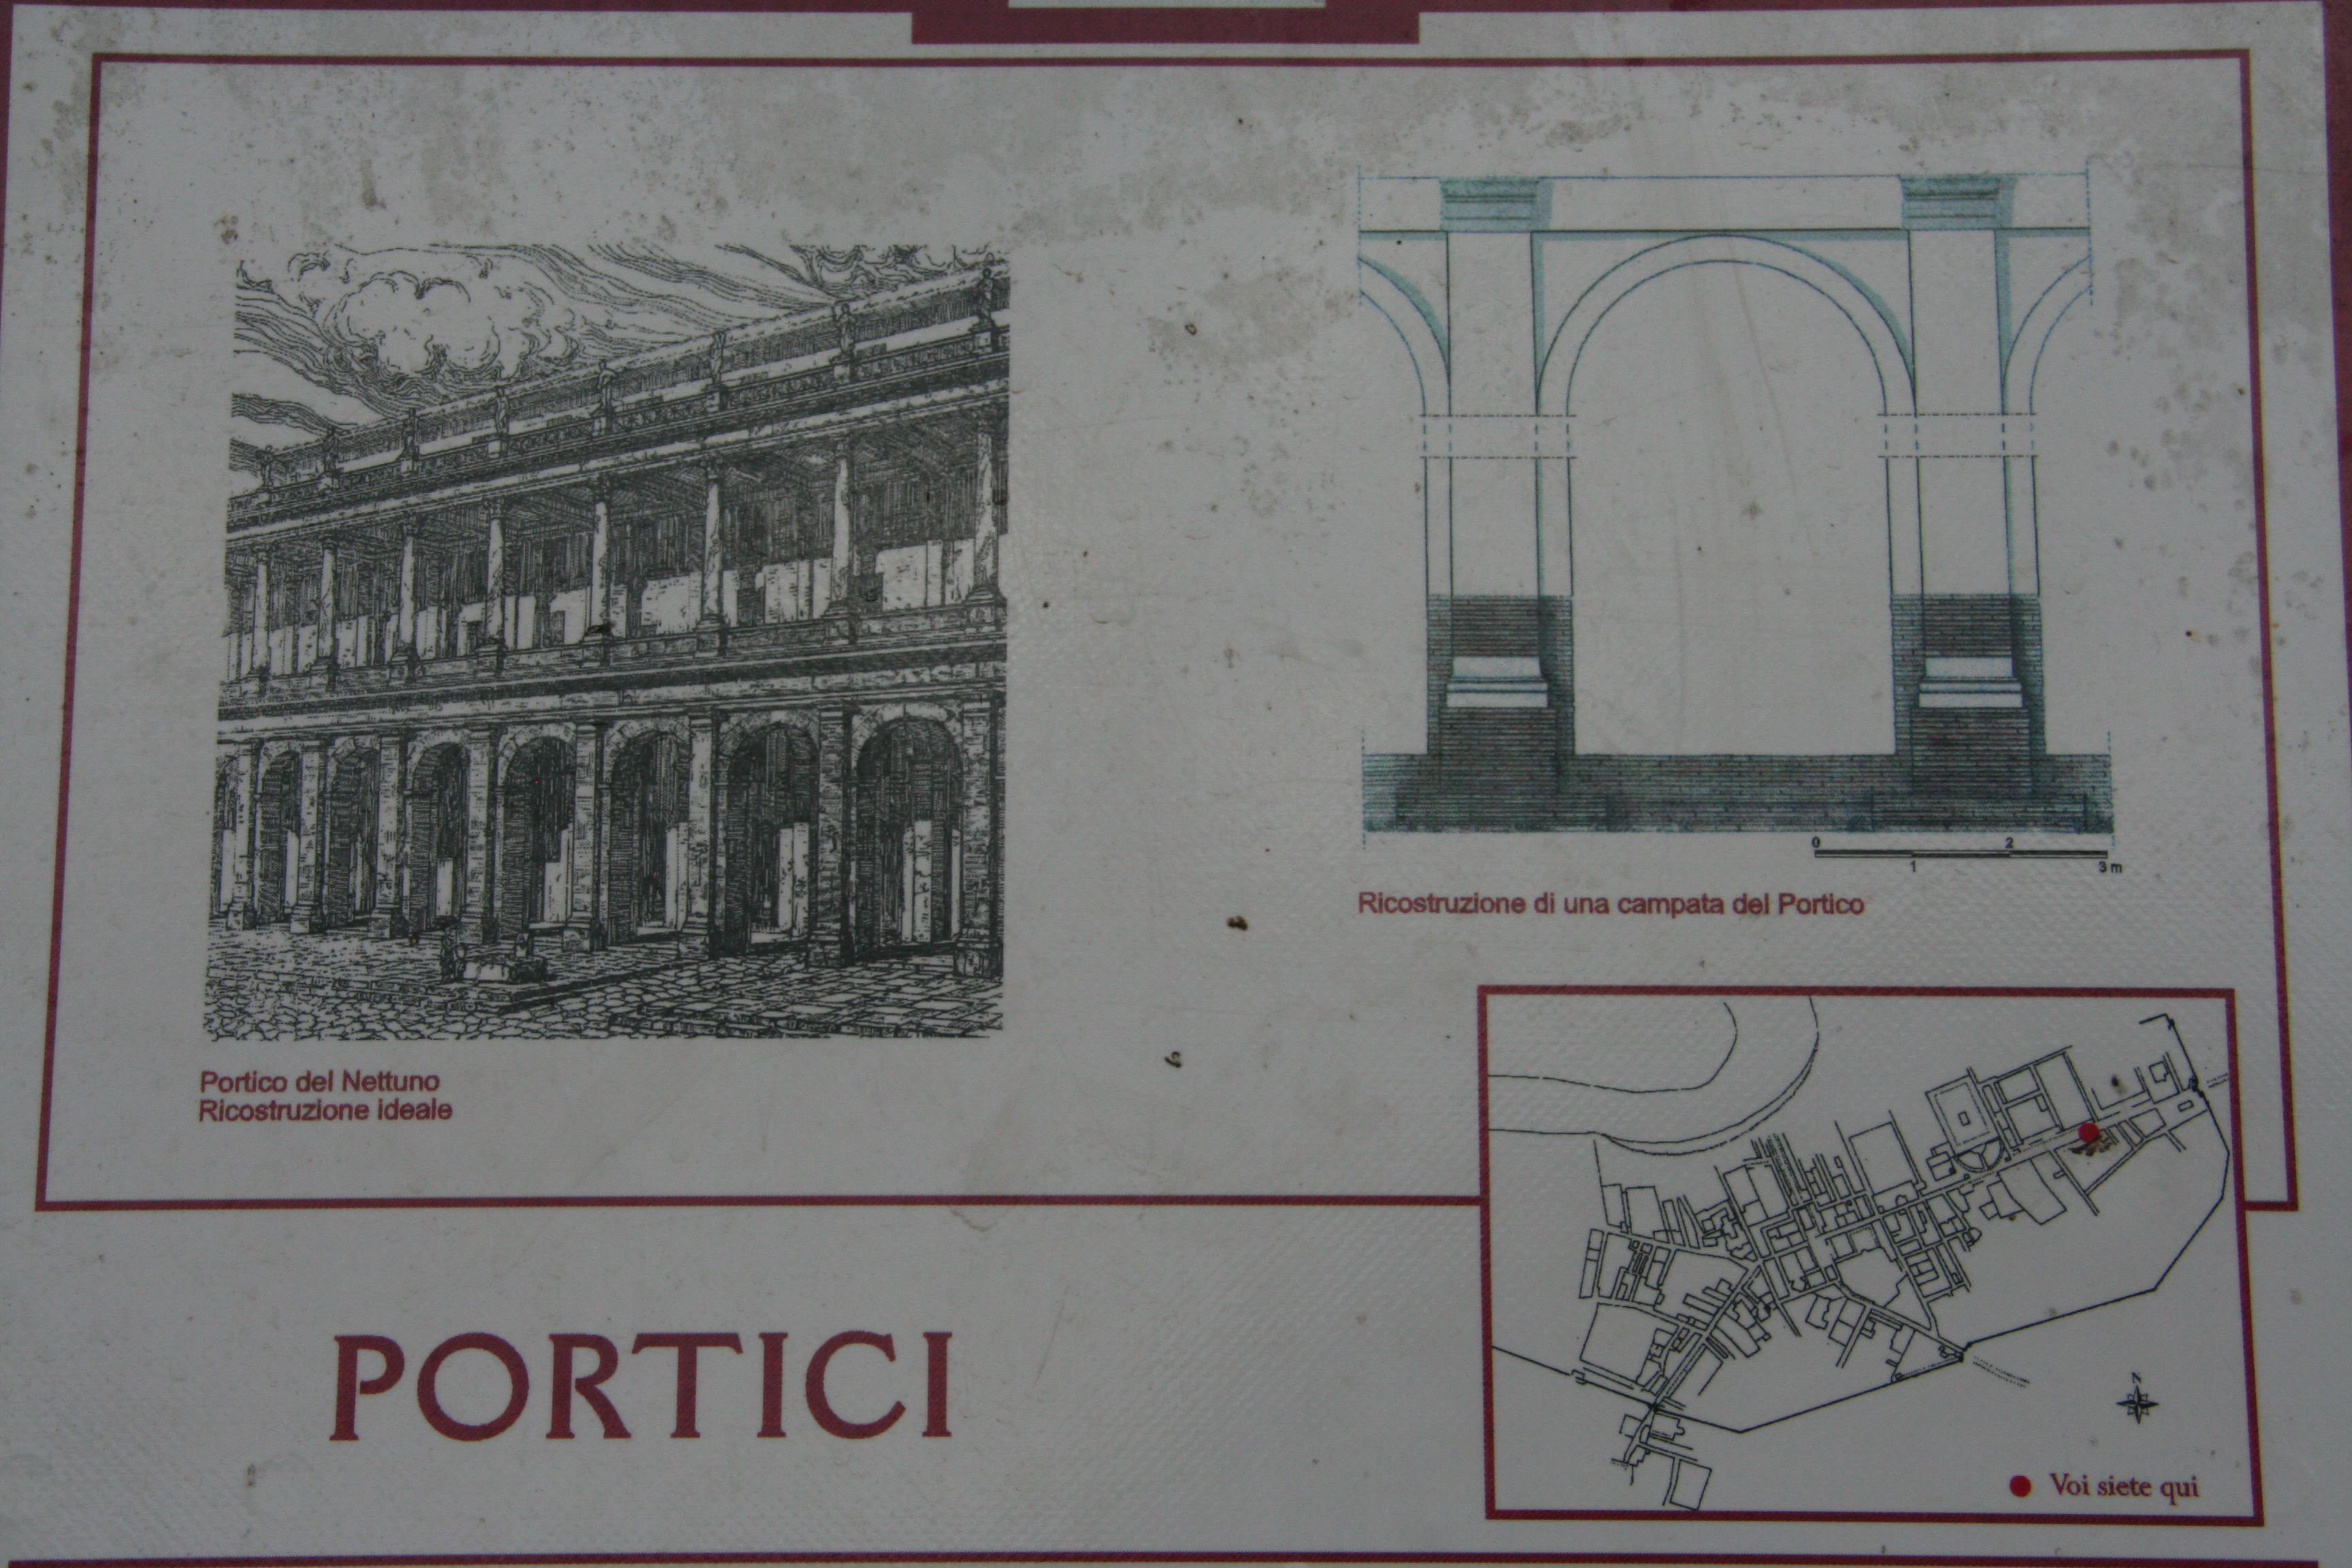 0 2
1 3 m
Ricostruzione di una campata del Portico
Portico del Nettuno
Ricostruzione ideale
PORTICI
N
Voi siete qui